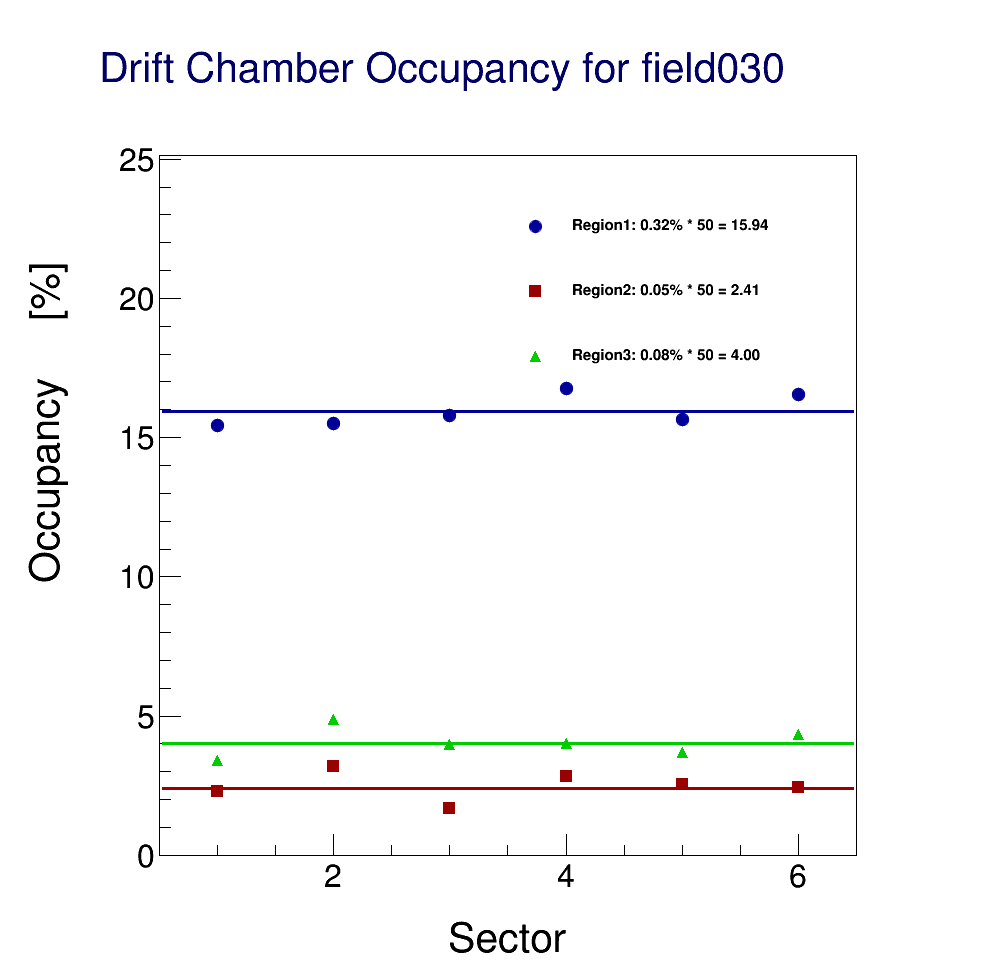 Drift Chamber Occupancy for field030
Occupancy [%]
25
20
15
10
5
0
Region1: 0.32% * 50 = 15.94
Region2: 0.05% * 50 = 2.41
Region3: 0.08% * 50 = 4.00
2 4 6
Sector